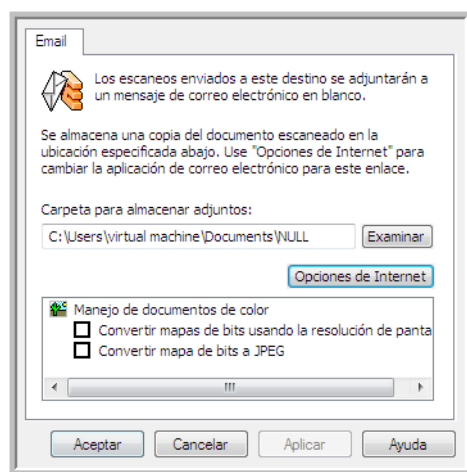 Email
Los escaneos enviados a este destino se adjuntarán a
un mensaje de correo electrónico en blanco.
Se almacena una copia del documento escaneado en la
ubicación especificada abajo. Use "Opciones de Internet" para
cambiar la aplicación de correo electrónico para este enlace.
Carpeta para almacenar adjuntos:
C:\Users\virtual machine\Documents\NULL Examinar
Opciones de Internet
Manejo de documentos de color
Convertir mapas de bits usando la resolución de panta
Convertir mapa de bits a JPEG
Aceptar Cancelar Aplicar Ayuda